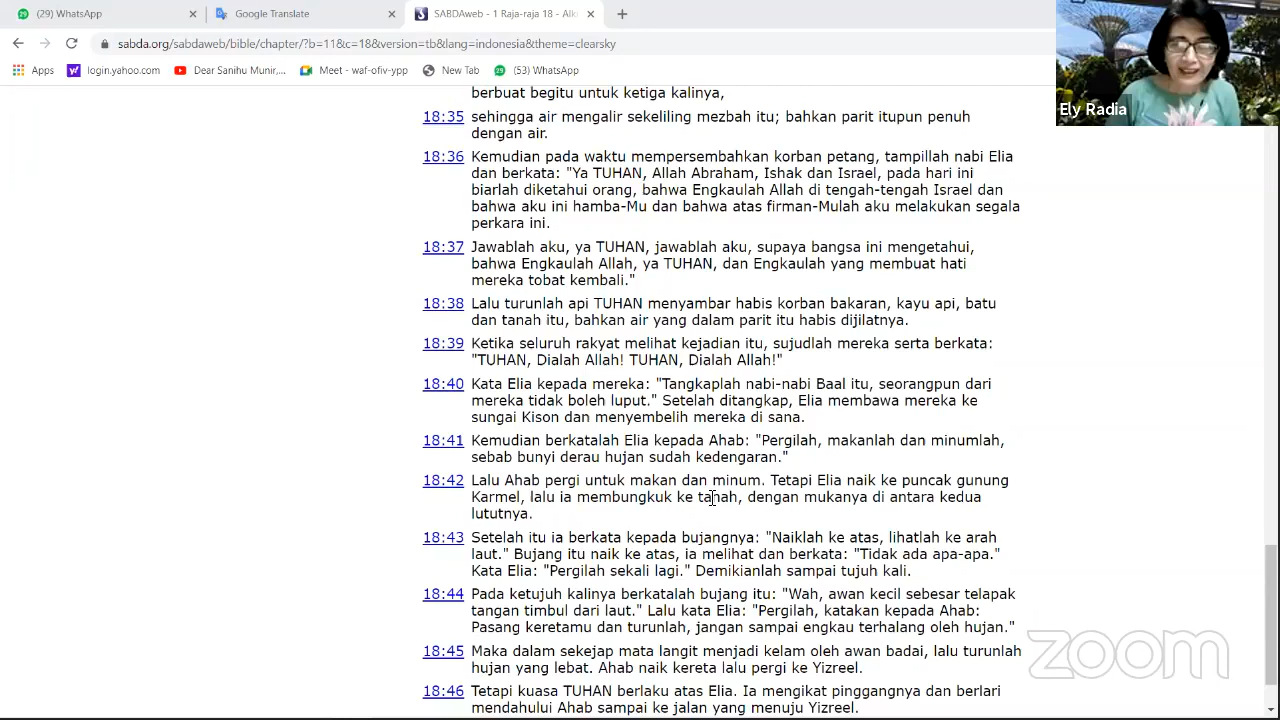 (29) WhatsApp
Google Translate
SABDAweb - 1 Raja-raja 18 - Alk
sabda.org/sabdaweb/bible/chapter/?b=11&c=18&version=tb&lang=indonesia&theme=clearsky
Apps
login.yahoo.com
Dear Sanihu Munir,...
Meet - waf-ofiv-ypp
New Tab
(53) WhatsApp
Ely Radia
berbuat begitu untuk ketiga kalinya,
18:35 sehingga air mengalir sekeliling mezbah itu; bahkan parit itupun penuh
dengan air.
18:36 Kemudian pada waktu mempersembahkan korban petang, tampillah nabi Elia
dan berkata: "Ya TUHAN, Allah Abraham, Ishak dan Israel, pada hari ini
biarlah diketahui orang, bahwa Engkaulah Allah di tengah-tengah Israel dan
bahwa aku ini hamba-Mu dan bahwa atas firman-Mulah aku melakukan segala
perkara ini.
18:37 Jawablah aku, ya TUHAN, jawablah aku, supaya bangsa ini mengetahui,
bahwa Engkaulah Allah, ya TUHAN, dan Engkaulah yang membuat hati
mereka tobat kembali."
18:38 Lalu turunlah api TUHAN menyambar habis korban bakaran, kayu api, batu
dan tanah itu, bahkan air yang dalam parit itu habis dijilatnya.
18:39 Ketika seluruh rakyat melihat kejadian itu, sujudlah mereka serta berkata:
"TUHAN, Dialah Allah! TUHAN, Dialah Allah!"
18:40 Kata Elia kepada mereka: "Tangkaplah nabi-nabi Baal itu, seorangpun dari
mereka tidak boleh luput." Setelah ditangkap, Elia membawa mereka ke
sungai Kison dan menyembelih mereka di sana.
18:41 Kemudian berkatalah Elia kepada Ahab: "Pergilah, makanlah dan minumlah,
sebab bunyi derau hujan sudah kedengaran."
18:42 Lalu Ahab pergi untuk makan dan minum. Tetapi Elia naik ke puncak gunung
Karmel, lalu ia membungkuk ke tanah, dengan mukanya di antara kedua
lututnya.
18:43 Setelah itu ia berkata kepada bujangnya: "Naiklah ke atas, lihatlah ke arah
laut." Bujang itu naik ke atas, ia melihat dan berkata: "Tidak ada apa-apa."
Kata Elia: "Pergilah sekali lagi." Demikianlah sampai tujuh kali.
18:44 Pada ketujuh kalinya berkatalah bujang itu: "Wah, awan kecil sebesar telapak
tangan timbul dari laut." Lalu kata Elia: "Pergilah, katakan kepada Ahab:
Pasang keretamu dan turunlah, jangan sampai engkau terhalang oleh hujan."
18:45 Maka dalam sekejap mata langit menjadi kelam oleh awan badai, lalu turunlah
hujan yang lebat. Ahab naik kereta lalu pergi ke Yizreel.
18:46 Tetapi kuasa TUHAN berlaku atas Elia. Ia mengikat pinggangnya dan berlari
mendahului Ahab sampai ke jalan yang menuju Yizreel.
zoom